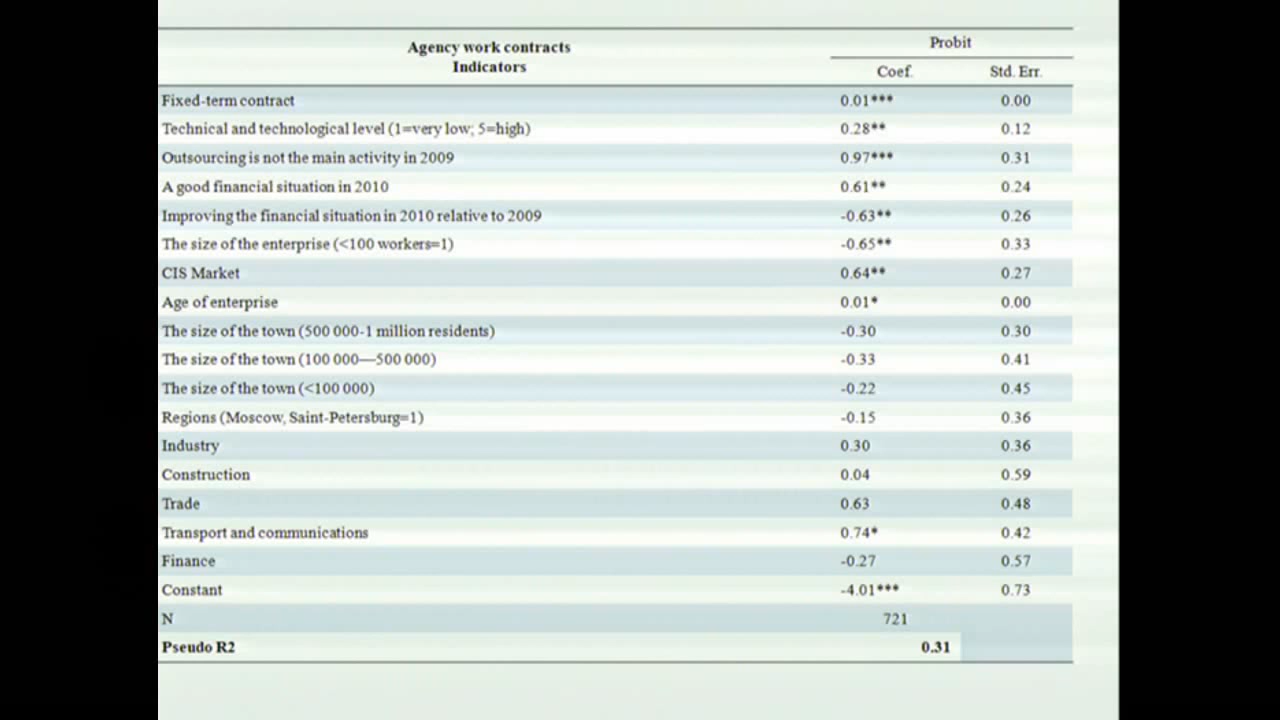 Agency work contracts
Indicators
Probit
Coef. Std. Err.
Fixed-term contract 0.01*** 0.00
Technical and technological level (1=very low; 5=high) 0.28** 0.12
Outsourcing is not the main activity in 2009 0.97*** 0.31
A good financial situation in 2010 0.61** 0.24
Improving the financial situation in 2010 relative to 2009 -0.63** 0.26
The size of the enterprise (<100 workers=1) -0.65** 0.33
CIS Market 0.64** 0.27
Age of enterprise 0.01* 0.00
The size of the town (500 000-1 million residents) -0.30 0.30
The size of the town (100 000—500 000) -0.33 0.41
The size of the town (<100 000) -0.22 0.45
Regions (Moscow, Saint-Petersburg=1) -0.15 0.36
Industry 0.30 0.36
Construction 0.04 0.59
Trade 0.63 0.48
Transport and communications 0.74* 0.42
Finance -0.27 0.57
Constant -4.01*** 0.73
N 721
Pseudo R2 0.31